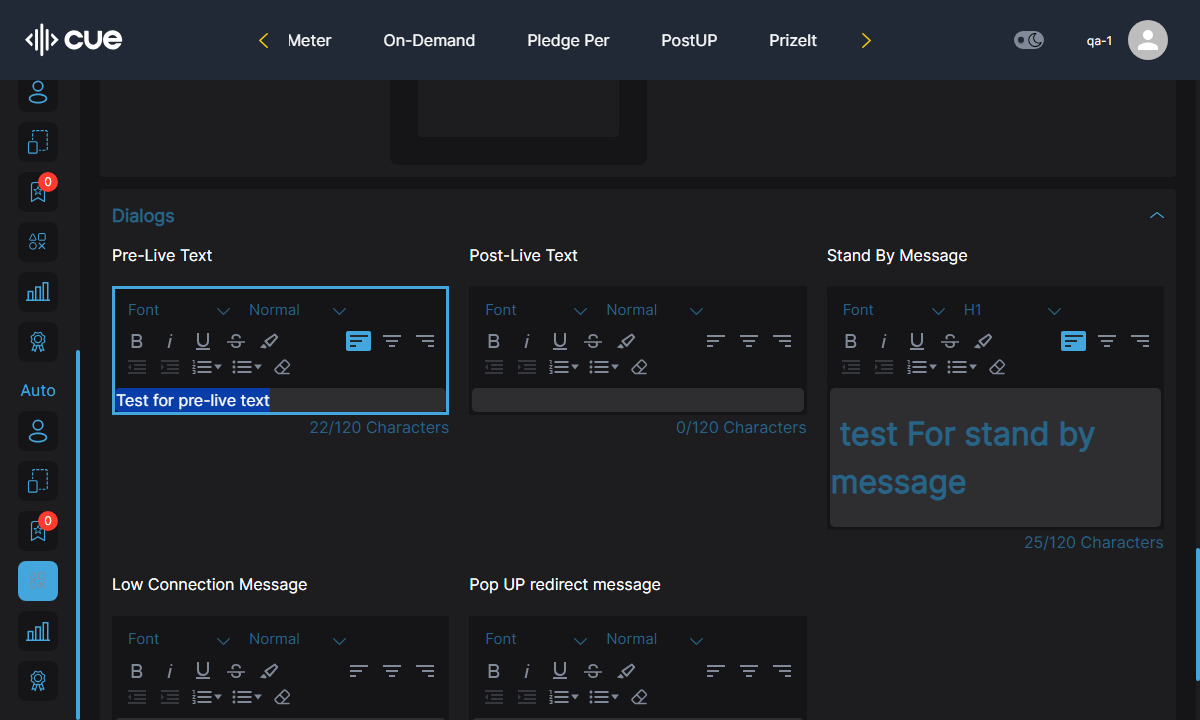 cue
Meter On-Demand Pledge Per PostUP PrizeIt
qa-1
0
Auto
0
Dialogs
Pre-Live Text Post-Live Text Stand By Message
Font Normal Font Normal Font H1
B i U S B i U S B i U S
Test for pre-live text
22/120 Characters 0/120 Characters
test For stand by
message
25/120 Characters
Low Connection Message Pop UP redirect message
Font Normal Font Normal
B i U S B i U S